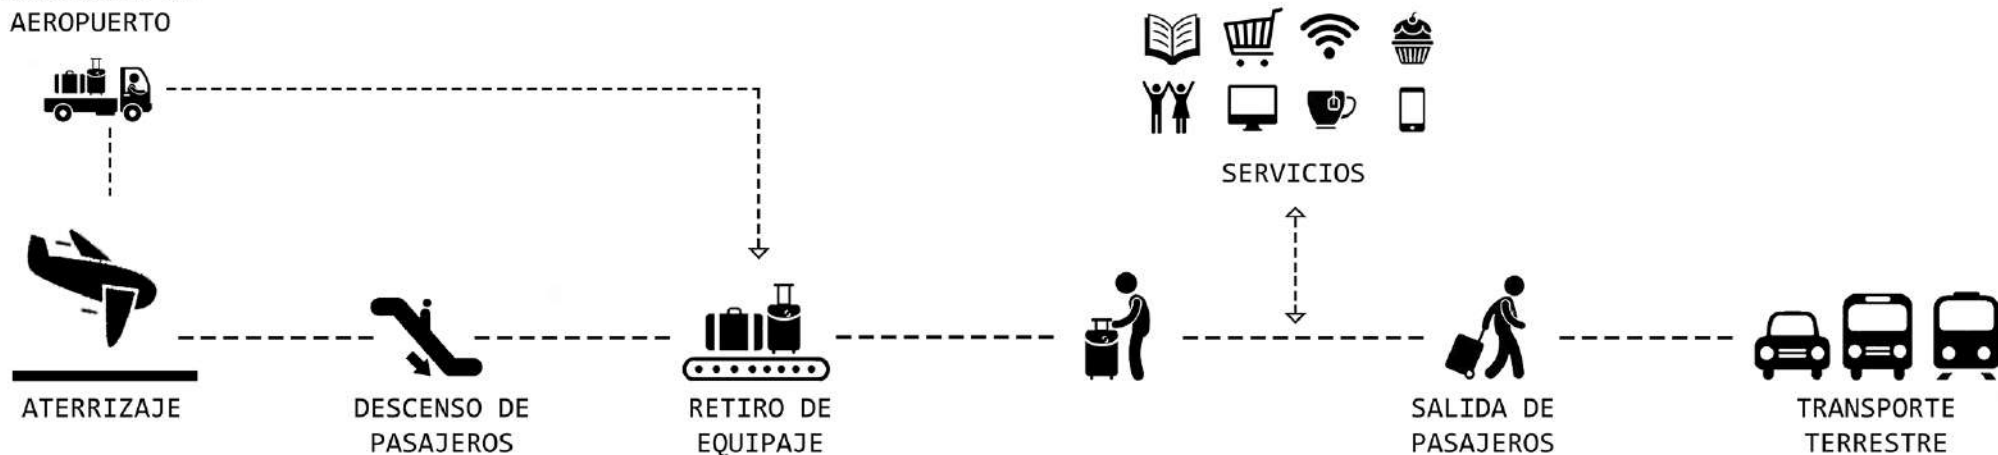 AEROPUERTO
SERVICIOS
ATERRIZAJE
DESCENSO DE
PASAJEROS
RETIRO DE
EQUIPAJE
SALIDA DE
PASAJEROS
TRANSPORTE
TERRESTRE